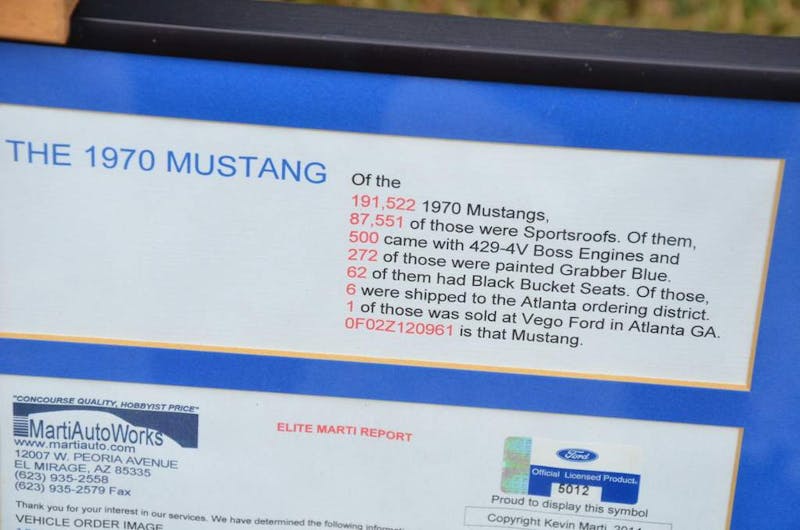 THE 1970 MUSTANG
Of the
191,522 1970 Mustangs,
87,551 of those were Sportsroofs. Of them,
500 came with 429-4V Boss Engines and
272 of those were painted Grabber Blue.
62 of them had Black Bucket Seats. Of those,
6 were shipped to the Atlanta ordering district.
1 of those was sold at Vego Ford in Atlanta GA.
0F02Z120961 is that Mustang.
"CONCOURSE QUALITY, HOBBYIST PRICE"
MartiAutoWorks
www.martiauto.com
12007 W. PEORIA AVENUE
EL MIRAGE, AZ 85335
(623) 935-2558
(623) 935-2579 Fax
ELITE MARTI REPORT
Ford
Official Licensed Product
5012
Proud to display this symbol
Copyright Kevin Marti, 2011
Thank you for your interest in our services. We have determined the following
VEHICLE ORDER IMAGE